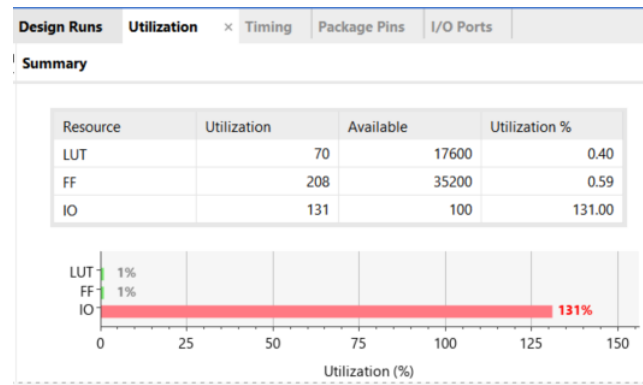 Design Runs Utilization × Timing Package Pins I/O Ports
Summary
Resource Utilization Available Utilization %
LUT 70 17600 0.40
FF 208 35200 0.59
IO 131 100 131.00
LUT 1%
FF 1%
IO 131%
0 25 50 75 100 125 150
Utilization (%)